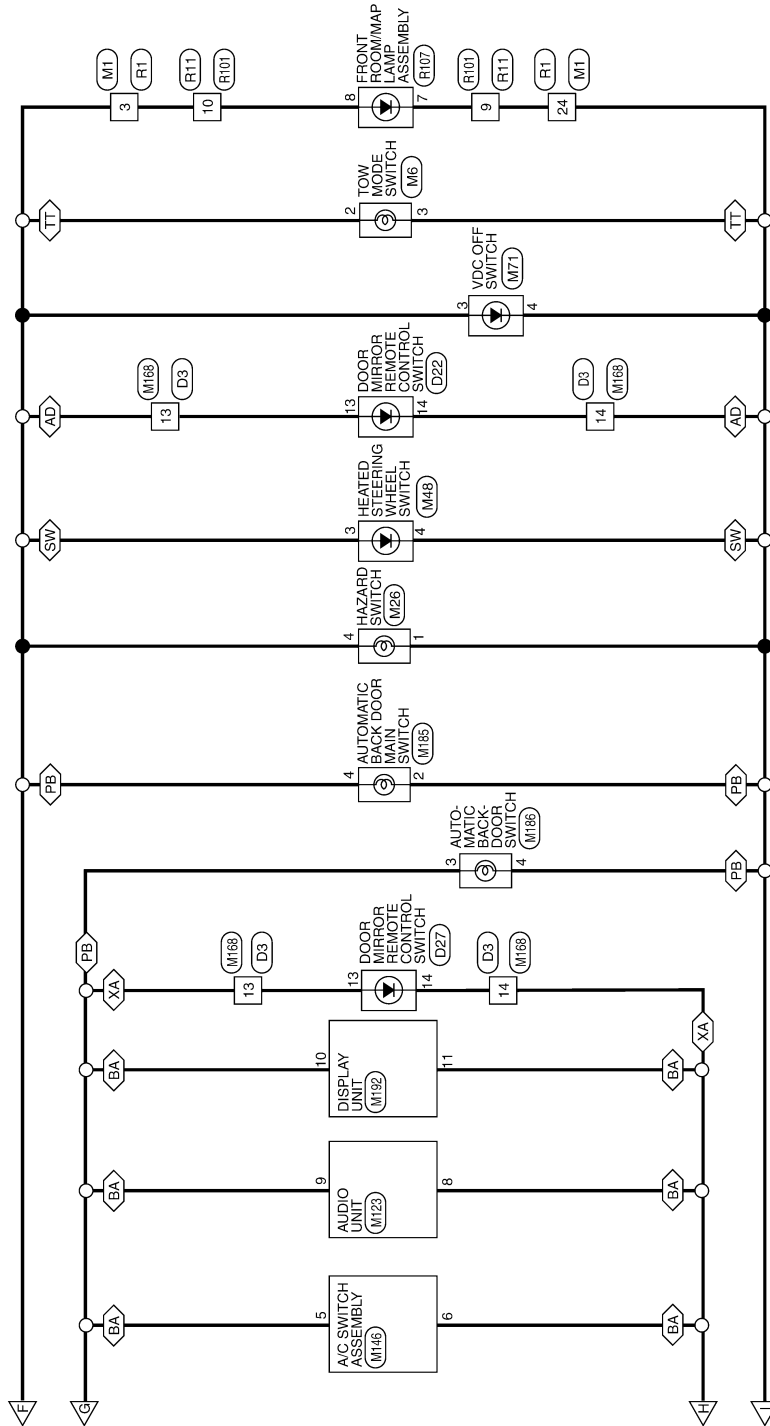 F
G
BA
5
A/C SWITCH
ASSEMBLY
M146
6
BA
BA
9
AUDIO
UNIT
M123
8
BA
BA
10
DISPLAY
UNIT
M192
11
BA
XA
13
M168
D3
13
DOOR
MIRROR
REMOTE
CONTROL
SWITCH
D27
14
14
D3
M168
XA
PB
3
AUTO-
MATIC
BACK-
DOOR
SWITCH
M186
4
PB
PB
4
AUTOMATIC
BACK DOOR
MAIN
SWITCH
M185
2
PB
4
HAZARD
SWITCH
M26
1
SW
3
HEATED
STEERING
WHEEL
SWITCH
M48
4
SW
AD
13
M168
D3
13
DOOR
MIRROR
REMOTE
CONTROL
SWITCH
D22
14
14
D3
M168
AD
3
VDC OFF
SWITCH
M71
4
TT
2
TOW
MODE
SWITCH
M6
3
TT
3
M1
R1
10
R11
R101
8
FRONT
ROOM/MAP
LAMP
ASSEMBLY
R107
7
9
R101
R11
24
R1
M1
H
I